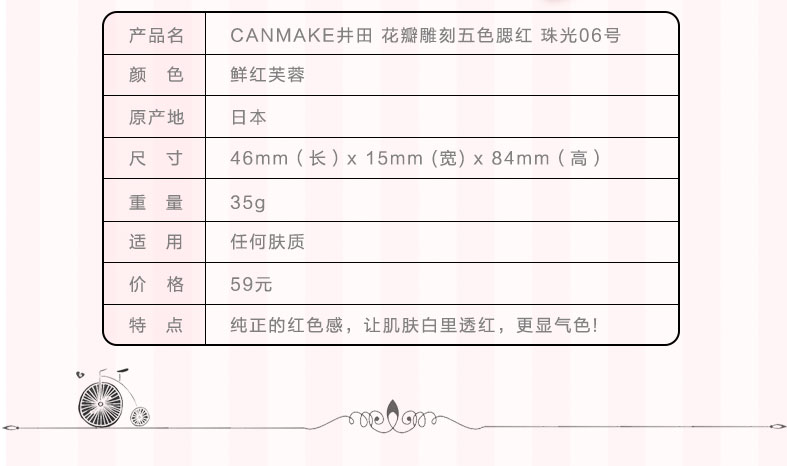 产品名 CANMAKE井田 花瓣雕刻五色腮红 珠光06号
颜 色 鲜红芙蓉
原产地 日本
尺 寸 46mm（长）x 15mm (宽) x 84mm（高）
重 量 35g
适 用 任何肤质
价 格 59元
特 点 纯正的红色感，让肌肤白里透红，更显气色!